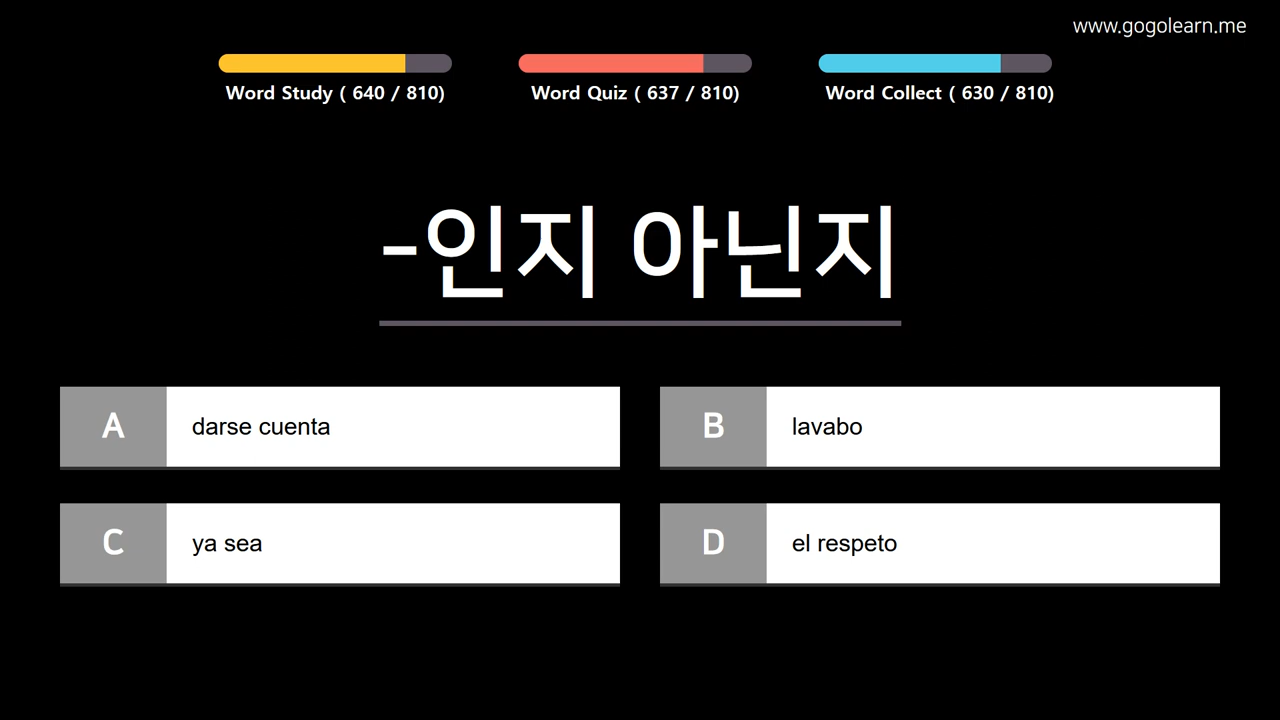 www.gogolearn.me
Word Study ( 640 / 810)
Word Quiz ( 637 / 810)
Word Collect ( 630 / 810)
-인지 아닌지
A darse cuenta
B lavabo
C ya sea
D el respeto